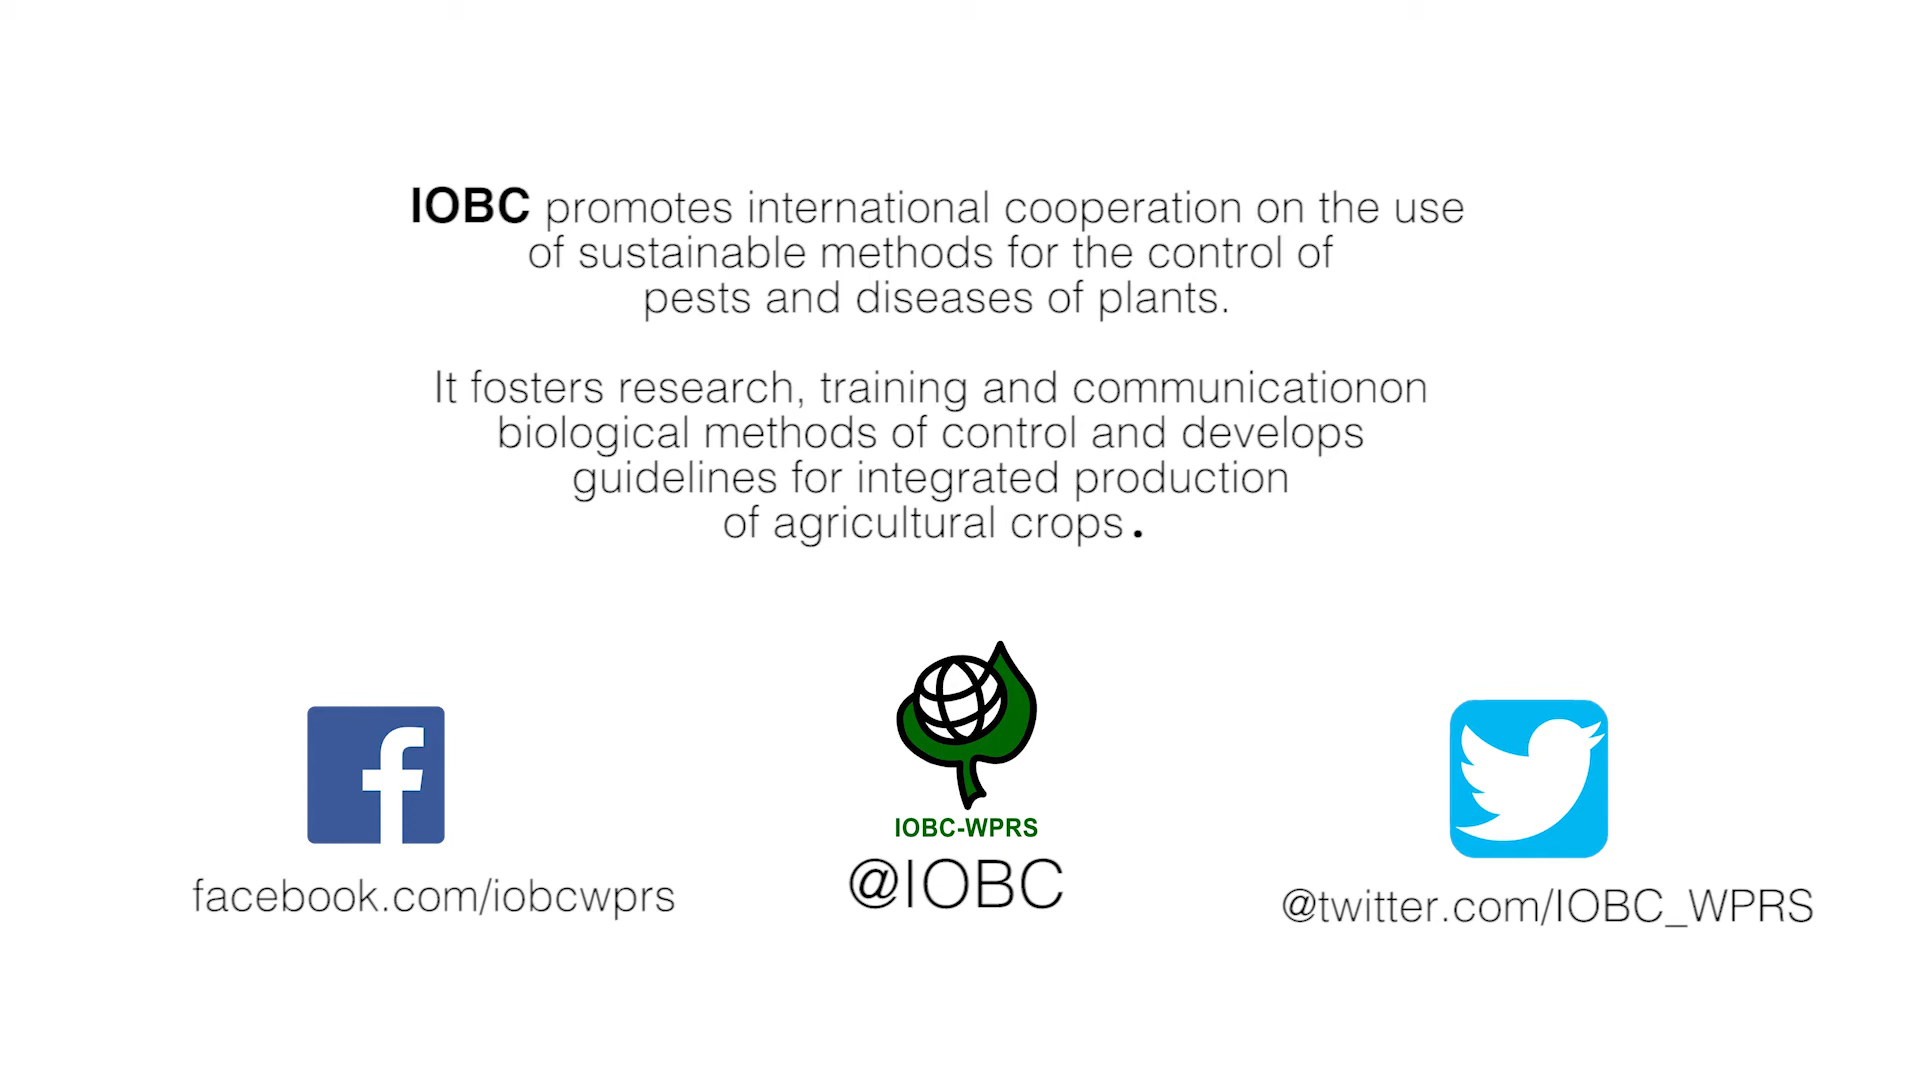 IOBC promotes international cooperation on the use
of sustainable methods for the control of
pests and diseases of plants.
It fosters research, training and communicationon
biological methods of control and develops
guidelines for integrated production
of agricultural crops.
IOBC-WPRS
facebook.com/iobcwprs
@IOBC
@twitter.com/IOBC_WPRS